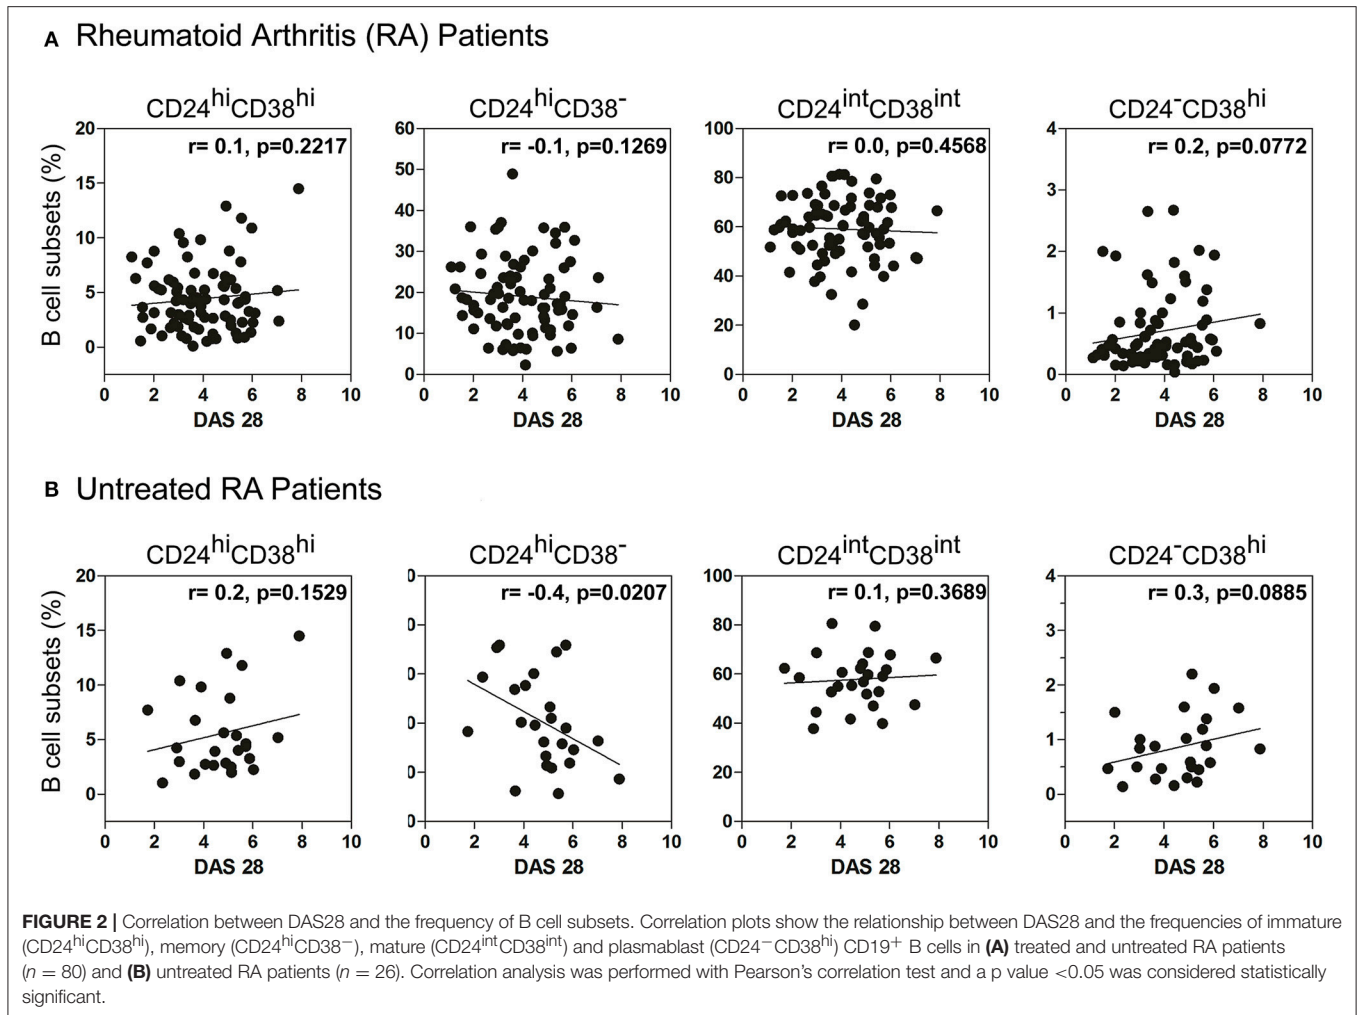 A Rheumatoid Arthritis (RA) Patients
CD24hiCD38hi
CD24hiCD38-
CD24intCD38int
CD24-CD38hi
r= 0.1, p=0.2217
r= -0.1, p=0.1269
r= 0.0, p=0.4568
r= 0.2, p=0.0772
B cell subsets (%)
20
15
10
5
0
60
50
40
30
20
10
0
100
80
60
40
20
0
4
3
2
1
0
0 2 4 6 8 10
0 2 4 6 8 10
0 2 4 6 8 10
0 2 4 6 8 10
DAS 28
DAS 28
DAS 28
DAS 28
B Untreated RA Patients
CD24hiCD38hi
CD24hiCD38-
CD24intCD38int
CD24-CD38hi
r= 0.2, p=0.1529
r= -0.4, p=0.0207
r= 0.1, p=0.3689
r= 0.3, p=0.0885
B cell subsets (%)
20
15
10
5
0
0
0
0
0
0
0
100
80
60
40
20
0
4
3
2
1
0
0 2 4 6 8 10
0 2 4 6 8 10
0 2 4 6 8 10
0 2 4 6 8 10
DAS 28
DAS 28
DAS 28
DAS 28
FIGURE 2 | Correlation between DAS28 and the frequency of B cell subsets. Correlation plots show the relationship between DAS28 and the frequencies of immature
(CD24hiCD38hi), memory (CD24hiCD38−), mature (CD24intCD38int) and plasmablast (CD24−CD38hi) CD19+ B cells in (A) treated and untreated RA patients
(n = 80) and (B) untreated RA patients (n = 26). Correlation analysis was performed with Pearson's correlation test and a p value <0.05 was considered statistically
significant.